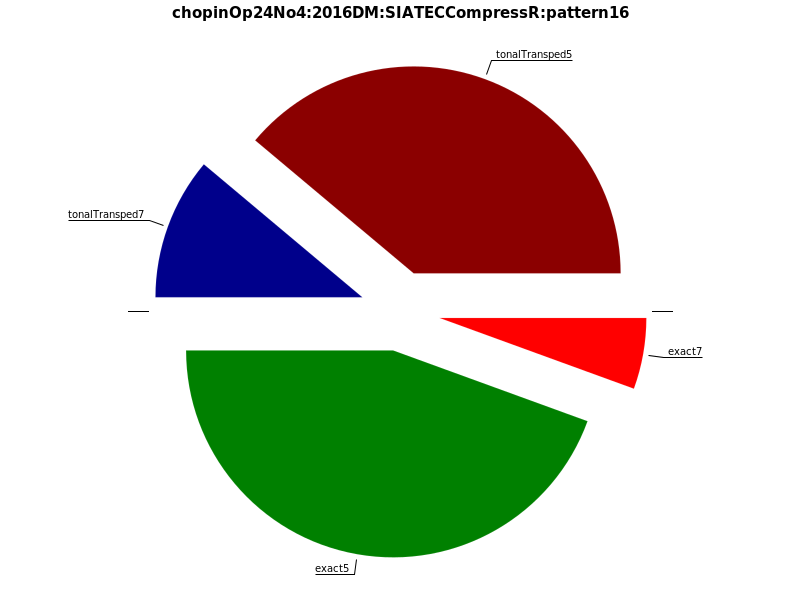 chopinOp24No4:2016DM:SIATECCompressR:pattern16
tonalTransped5
tonalTransped7
exact7
exact5